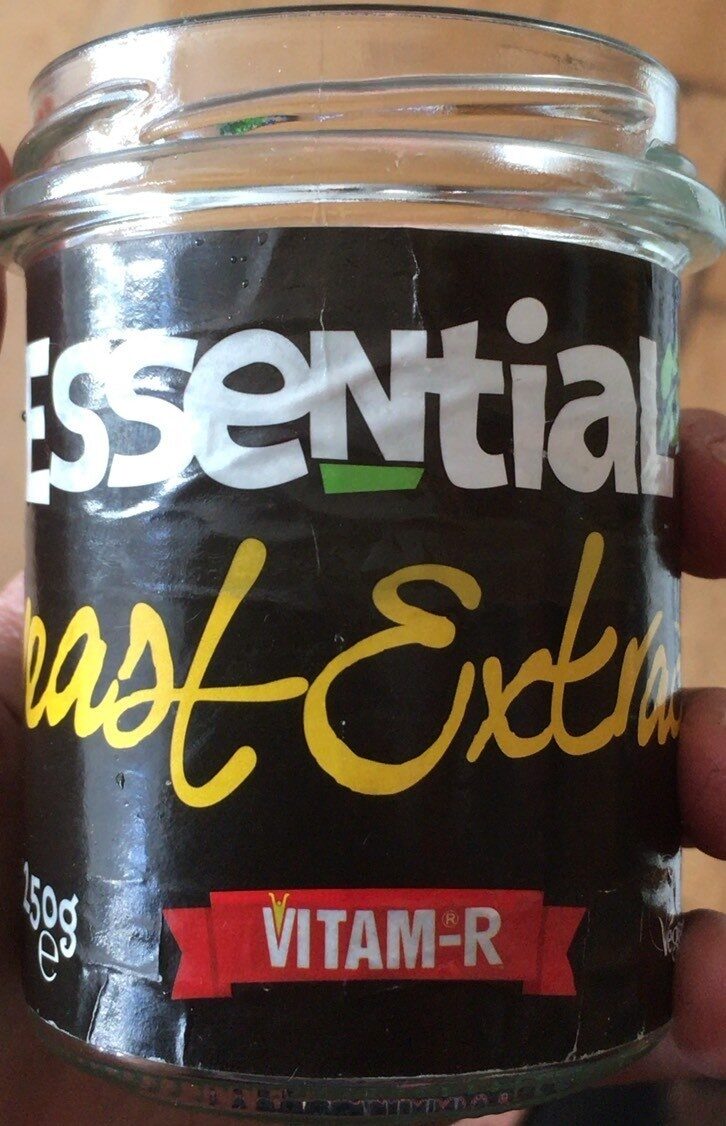 Essential
east Extra
250g
e
VITAM®-R